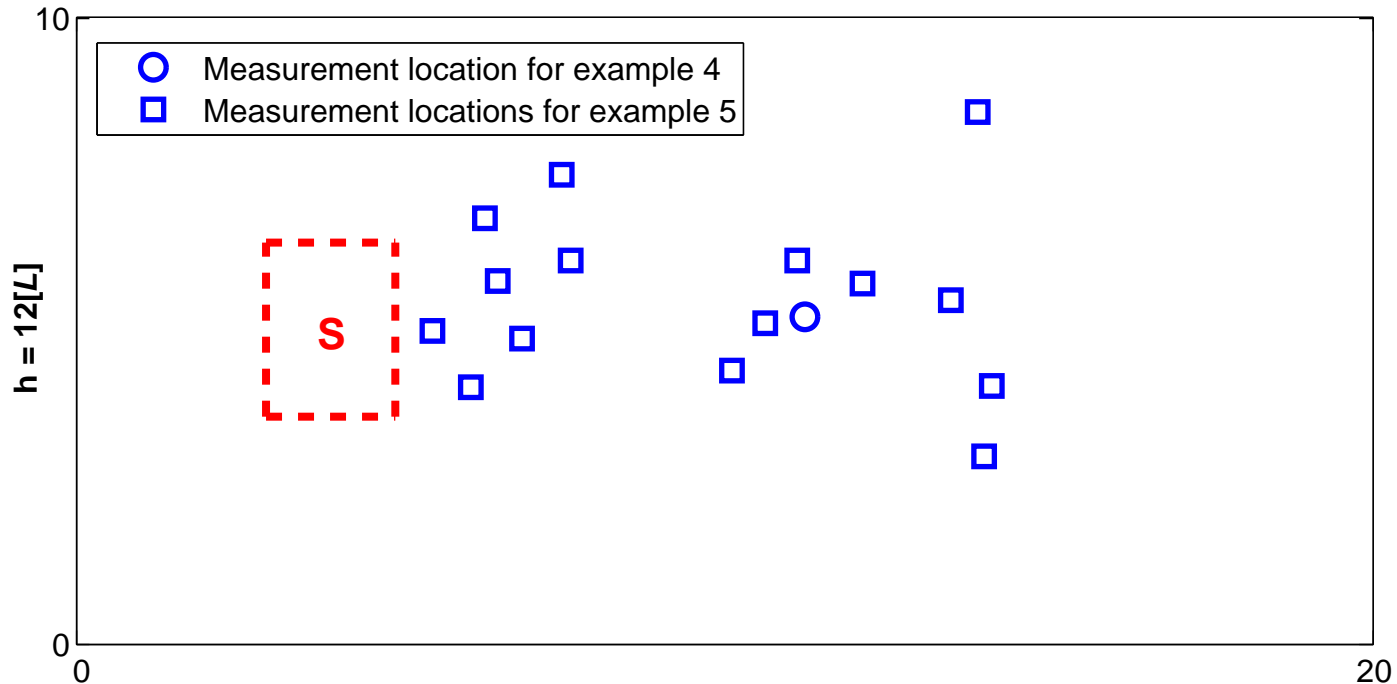 10
Measurement location for example 4
Measurement locations for example 5
h = 12[L]
S
0
0
20